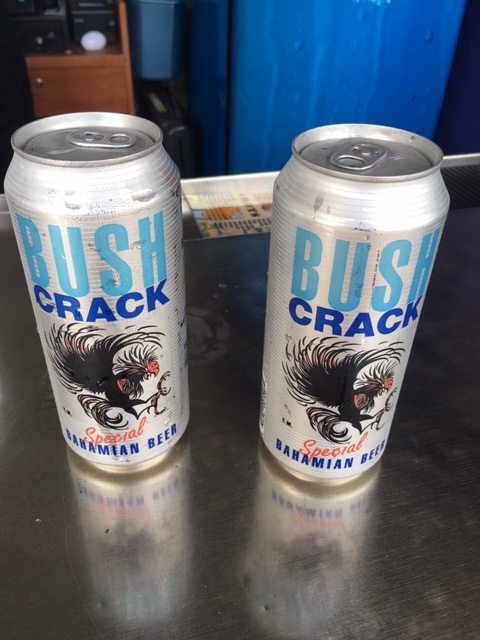 BUSH
CRACK
T.M.
Special
BAHAMIAN BEER
BUSH
CRACK
T.M.
Special
BAHAMIAN BEER